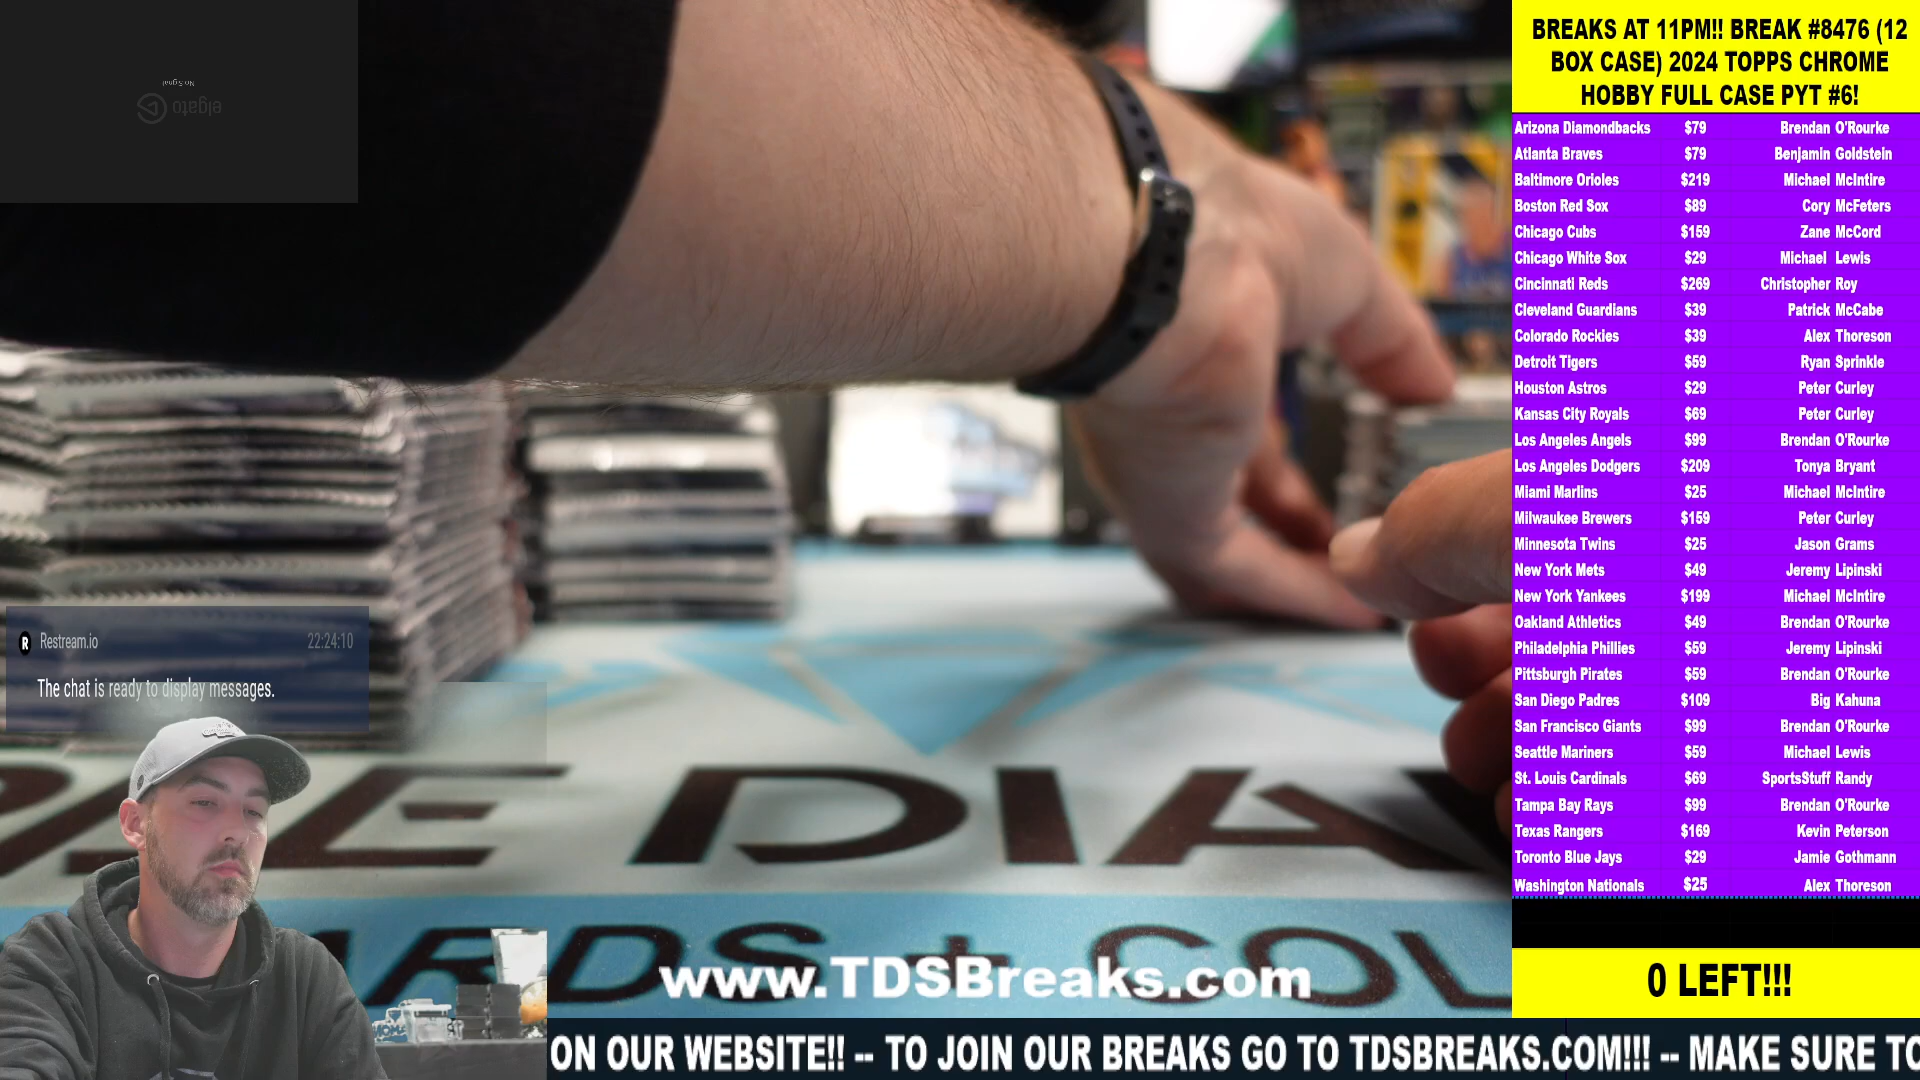 No Signal
elgato
BREAKS AT 11PM!! BREAK #8476 (12
BOX CASE) 2024 TOPPS CHROME
HOBBY FULL CASE PYT #6!
Arizona Diamondbacks $79 Brendan O'Rourke
Atlanta Braves $79 Benjamin Goldstein
Baltimore Orioles $219 Michael McIntire
Boston Red Sox $89 Cory McFeters
Chicago Cubs $159 Zane McCord
Chicago White Sox $29 Michael Lewis
Cincinnati Reds $269 Christopher Roy
Cleveland Guardians $39 Patrick McCabe
Colorado Rockies $39 Alex Thoreson
Detroit Tigers $59 Ryan Sprinkle
Houston Astros $29 Peter Curley
Kansas City Royals $69 Peter Curley
Los Angeles Angels $99 Brendan O'Rourke
Los Angeles Dodgers $209 Tonya Bryant
Miami Marlins $25 Michael McIntire
Milwaukee Brewers $159 Peter Curley
Minnesota Twins $25 Jason Grams
New York Mets $49 Jeremy Lipinski
New York Yankees $199 Michael McIntire
Oakland Athletics $49 Brendan O'Rourke
Philadelphia Phillies $59 Jeremy Lipinski
Pittsburgh Pirates $59 Brendan O'Rourke
San Diego Padres $109 Big Kahuna
San Francisco Giants $99 Brendan O'Rourke
Seattle Mariners $59 Michael Lewis
St. Louis Cardinals $69 SportsStuff Randy
Tampa Bay Rays $99 Brendan O'Rourke
Texas Rangers $169 Kevin Peterson
Toronto Blue Jays $29 Jamie Gothmann
Washington Nationals $25 Alex Thoreson
0 LEFT!!!
Restream.io 22:24:10
The chat is ready to display messages.
LE DIA
ARDS + COL
www.TDSBreaks.com
ON OUR WEBSITE!! -- TO JOIN OUR BREAKS GO TO TDSBREAKS.COM!!! -- MAKE SURE TO